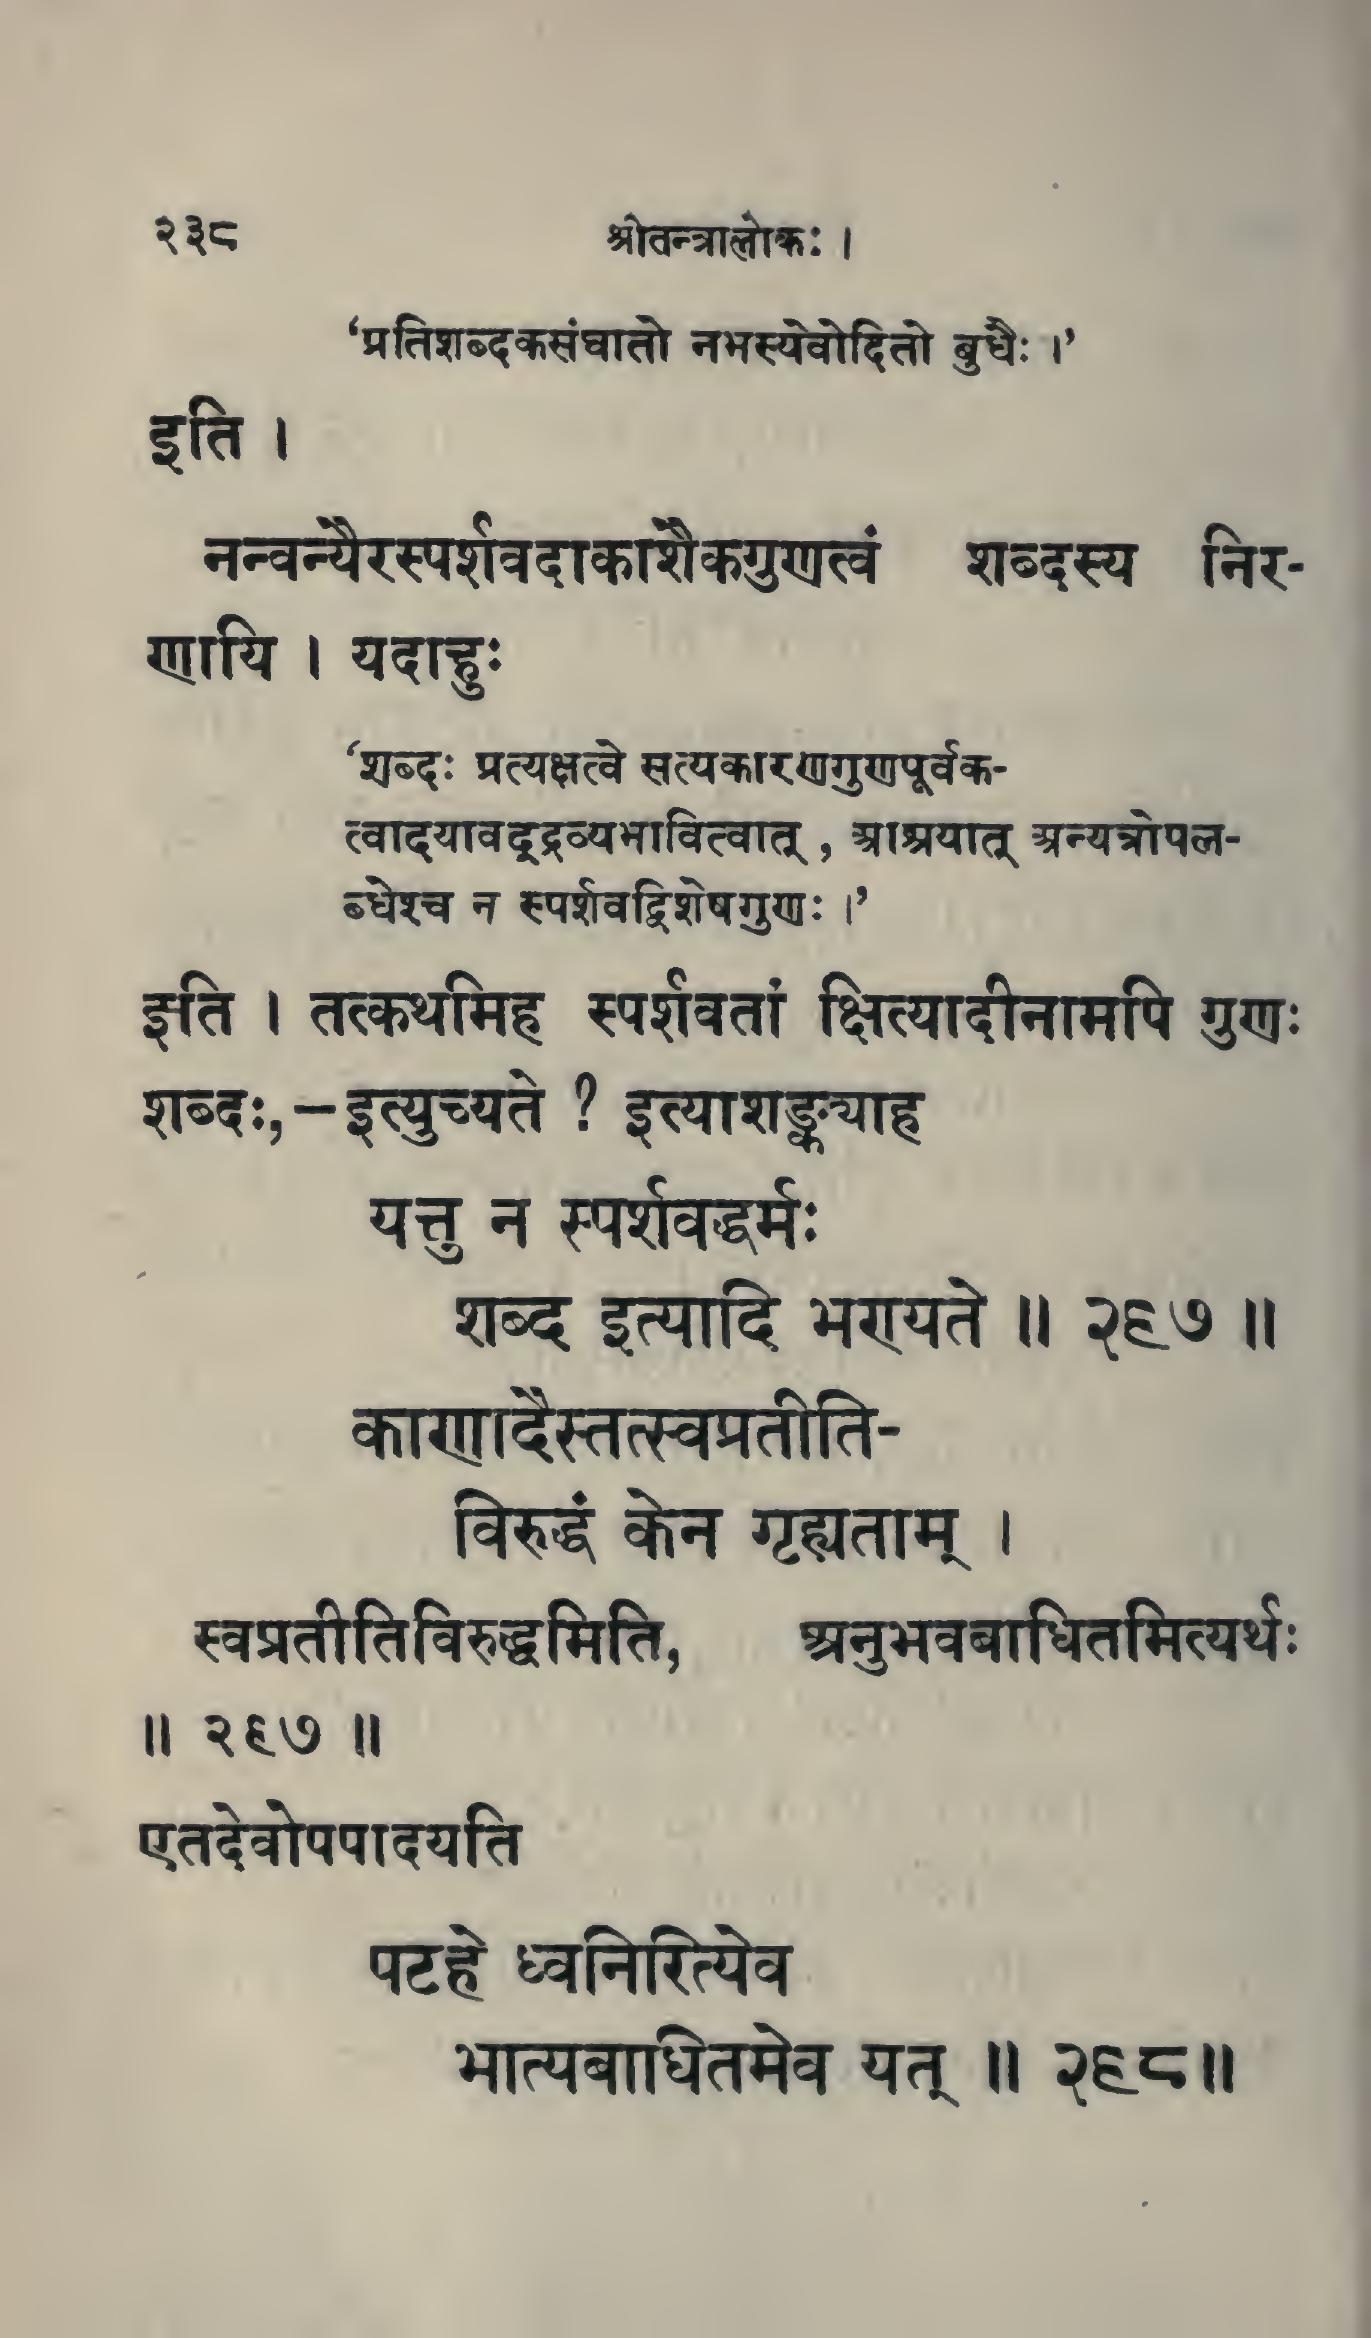 २३८ श्रीतन्त्रालोकः ।
‘प्रतिशब्दकसंघातो नभस्येवोदितो बुधैः ।’
इति ।
नन्वन्यैरस्पर्शवदाकाशैकगुणत्वं शब्दस्य निर-
णायि । यदाहुः
‘शब्दः प्रत्यक्षत्वे सत्यकारणगुणपूर्वक-
त्वादयावद्द्रव्यभावित्वात्, आश्रयात् अन्यत्रोपल-
ब्धेश्च न स्पर्शवद्विशेषगुणः ।’
इति । तत्कथमिह स्पर्शवतां क्षित्यादीनामपि गुणः
शब्दः,—इत्युच्यते ? इत्याशङ्क्याह
यत्तु न स्पर्शवद्धर्मः
शब्द इत्यादि भण्यते ॥ २९७ ॥
काणादैस्तत्स्वप्रतीति-
विरुद्धं केन गृह्यताम् ।
स्वप्रतीतिविरुद्धमिति, अनुभवबाधितमित्यर्थः
॥ २९७ ॥
एतदेवोपपादयति
पटहे ध्वनिरित्येव
भात्यबाधितमेव यत् ॥ २९८॥